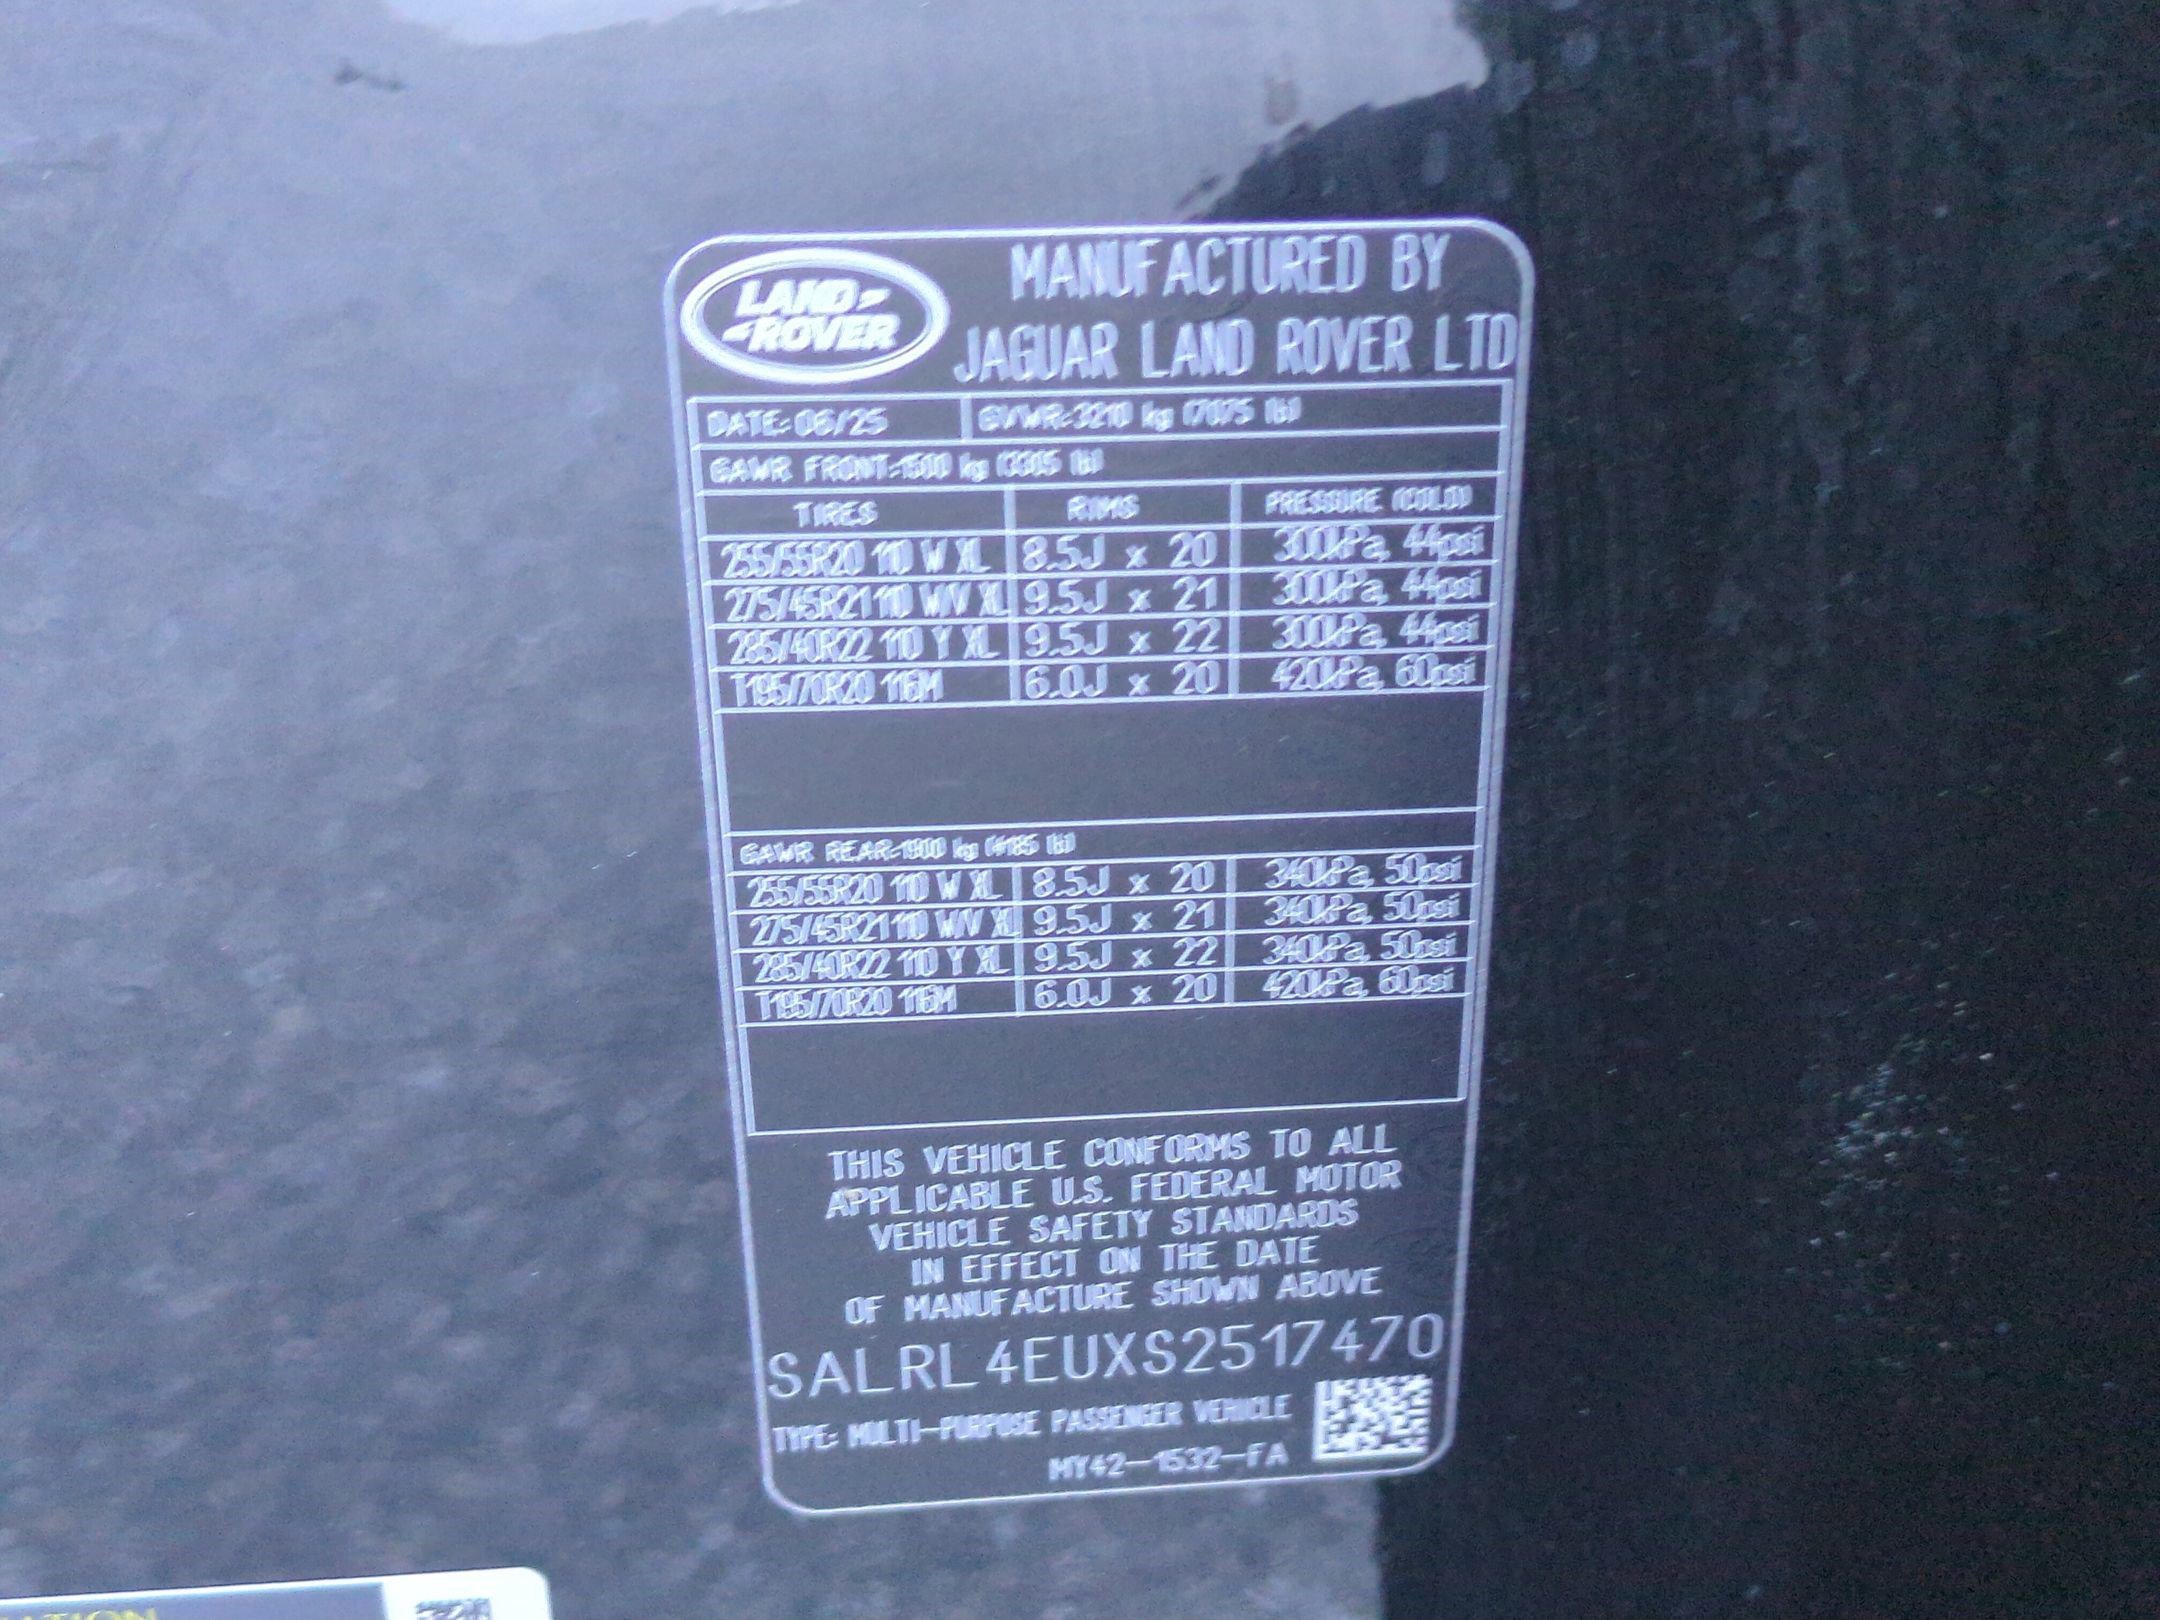 LAND-
-ROVER
MANUFACTURED BY
JAGUAR LAND ROVER LTD
DATE:06/25 GVWR:3210 kg (7075 lb)
GAWR FRONT:1500 kg (3305 lb)
TIRES RIMS PRESSURE (COLD)
255/55R20 110 W XL 8.5J x 20 300kPa, 44psi
275/45R21 110 W/V XL 9.5J x 21 300kPa, 44psi
285/40R22 110 Y XL 9.5J x 22 300kPa, 44psi
T195/70R20 116M 6.0J x 20 420kPa, 60psi
GAWR REAR:1900 kg (4185 lb)
255/55R20 110 W XL 8.5J x 20 340kPa, 50psi
275/45R21 110 W/V XL 9.5J x 21 340kPa, 50psi
285/40R22 110 Y XL 9.5J x 22 340kPa, 50psi
T195/70R20 116M 6.0J x 20 420kPa, 60psi
THIS VEHICLE CONFORMS TO ALL
APPLICABLE U.S. FEDERAL MOTOR
VEHICLE SAFETY STANDARDS
IN EFFECT ON THE DATE
OF MANUFACTURE SHOWN ABOVE
SALRL4EUXS2517470
TYPE: MULTI-PURPOSE PASSENGER VEHICLE
MY42-1532-FA